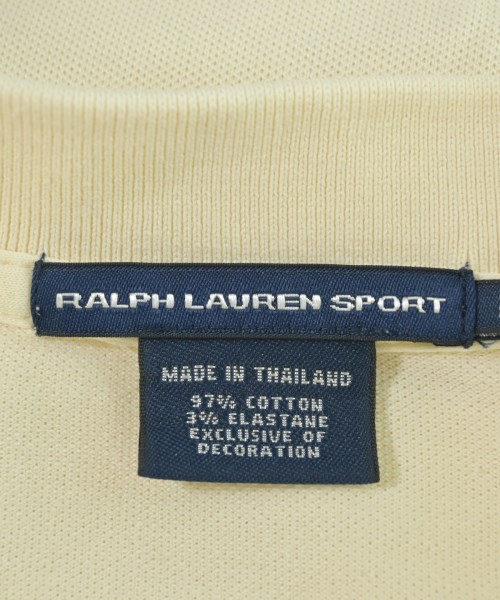 RALPH LAUREN SPORT
MADE IN THAILAND
97% COTTON
3% ELASTANE
EXCLUSIVE OF
DECORATION